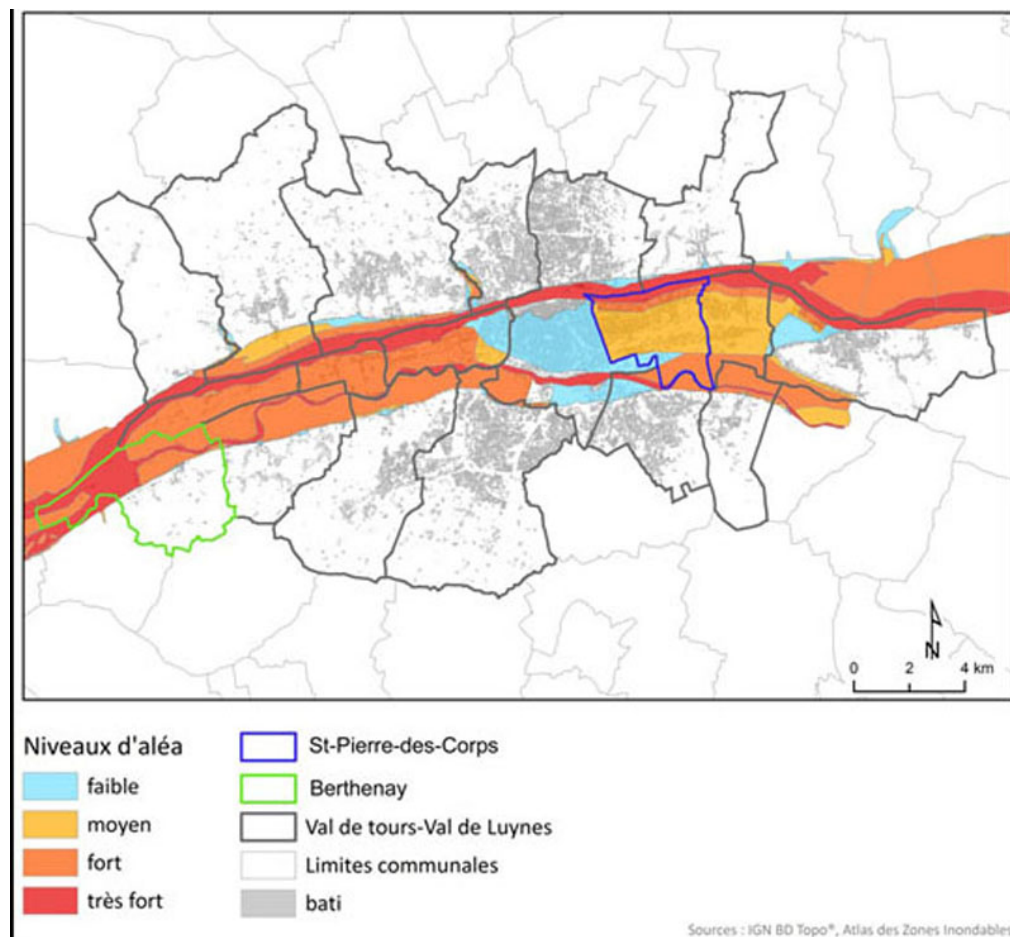 N
0 2 4 km
Niveaux d'aléa
faible
moyen
fort
très fort
St-Pierre-des-Corps
Berthenay
Val de tours-Val de Luynes
Limites communales
bati
Sources : IGN BD Topo®, Atlas des Zones Inondables